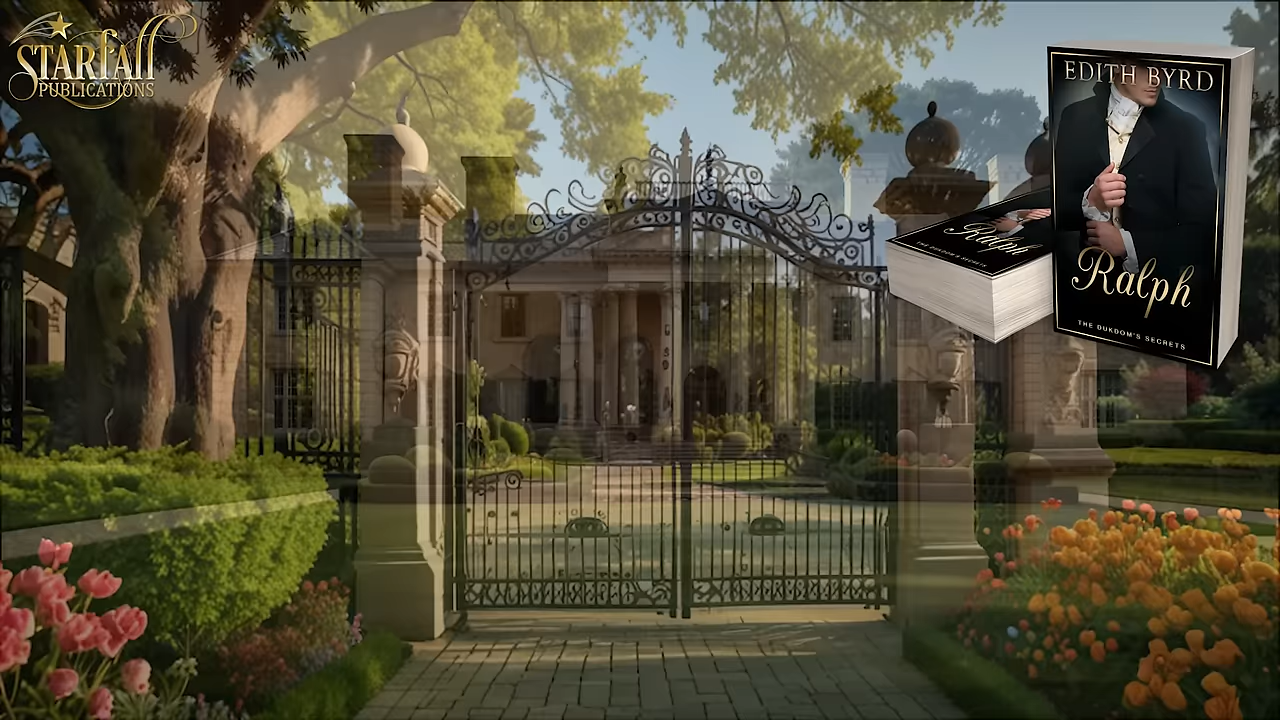 STARfall
PUBLICATIONS
EDITH BYRD
Ralph
THE DUKDOM'S SECRETS
Ralph
THE DUKDOM'S SECRETS